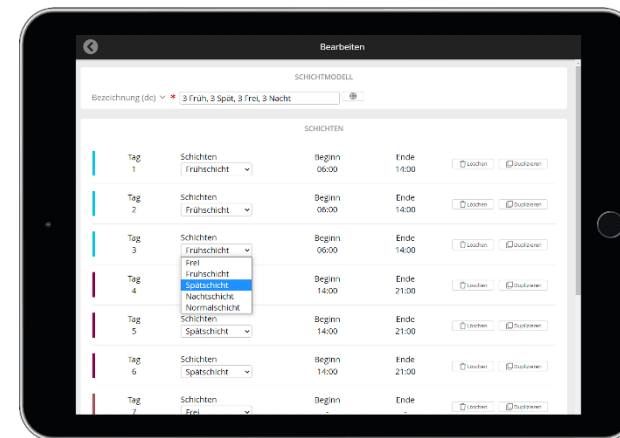 Bearbeiten
SCHICHTMODELL
Bezeichnung (de) * 3 Früh, 3 Spät, 3 Frei, 3 Nacht
SCHICHTEN
Tag Schichten Beginn Ende
1 Frühschicht 06:00 14:00 Löschen Duplizieren
Tag Schichten Beginn Ende
2 Frühschicht 06:00 14:00 Löschen Duplizieren
Tag Schichten Beginn Ende
3 Frühschicht 06:00 14:00 Löschen Duplizieren
Frei
Frühschicht
Tag Spätschicht Beginn Ende
4 Nachtschicht 14:00 21:00 Löschen Duplizieren
Normalschicht
Tag Schichten Beginn Ende
5 Spätschicht 14:00 21:00 Löschen Duplizieren
Tag Schichten Beginn Ende
6 Spätschicht 14:00 21:00 Löschen Duplizieren
Tag Schichten Beginn Ende
7 Frei - - Löschen Duplizieren